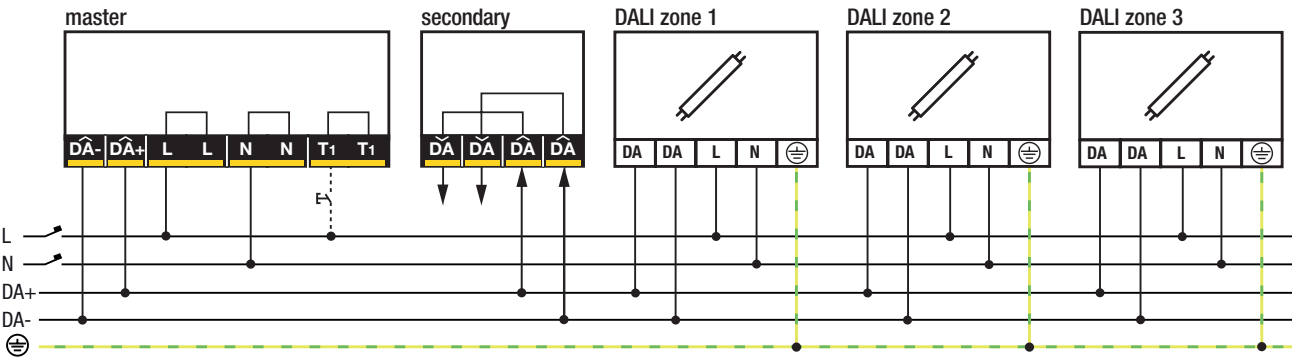 master secondary DALI zone 1 DALI zone 2 DALI zone 3
DA- DA+ L L N N T1 T1 DA DA DA DA DA DA L N DA DA L N DA DA L N
L
N
DA+
DA-